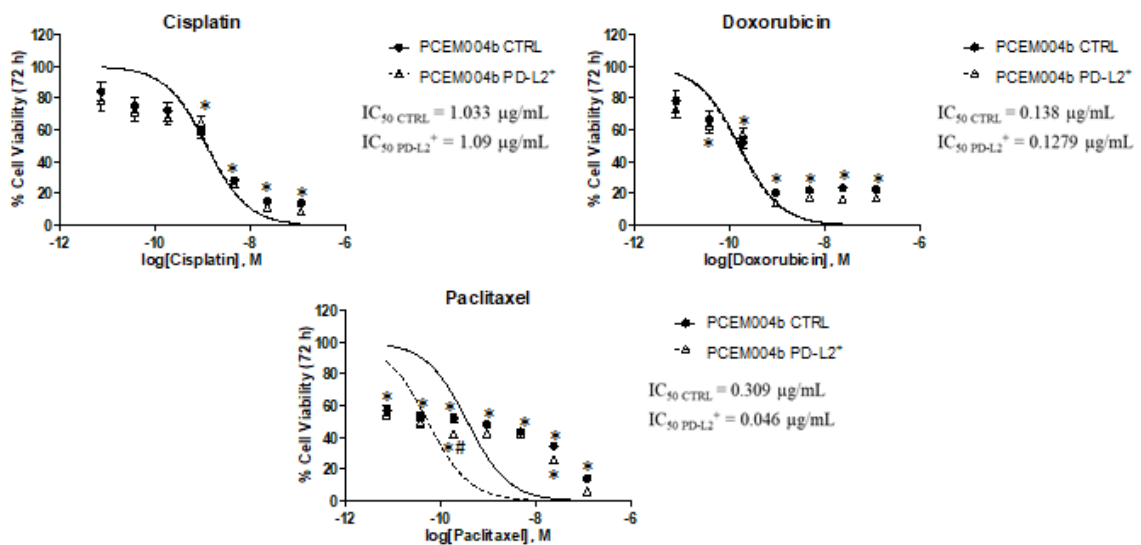 Cisplatin
% Cell Viability (72 h)
120
100
80
60
40
20
0
-12
-10
-8
-6
log[Cisplatin], M
* * * *
PCEM004b CTRL
PCEM004b PD-L2⁺
IC₅₀ CTRL = 1.033 µg/mL
IC₅₀ PD-L2⁺ = 1.09 µg/mL
Doxorubicin
% Cell Viability (72 h)
120
100
80
60
40
20
0
-12
-10
-8
-6
log[Doxorubicin], M
* * * * * *
PCEM004b CTRL
PCEM004b PD-L2⁺
IC₅₀ CTRL = 0.138 µg/mL
IC₅₀ PD-L2⁺ = 0.1279 µg/mL
Paclitaxel
% Cell Viability (72 h)
120
100
80
60
40
20
0
-12
-10
-8
-6
log[Paclitaxel], M
* * * * * * *
*#
*
PCEM004b CTRL
PCEM004b PD-L2⁺
IC₅₀ CTRL = 0.309 µg/mL
IC₅₀ PD-L2⁺ = 0.046 µg/mL